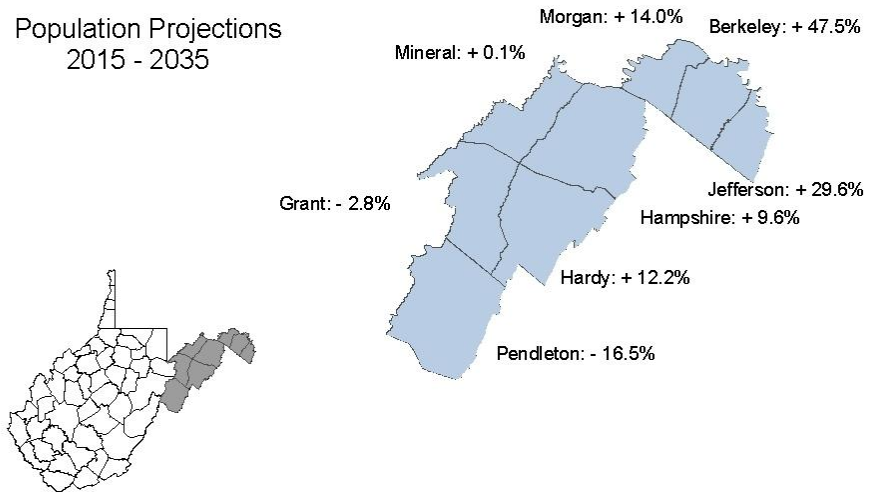 Population Projections
2015 - 2035
Morgan: + 14.0%
Berkeley: + 47.5%
Mineral: + 0.1%
Jefferson: + 29.6%
Grant: - 2.8%
Hampshire: + 9.6%
Hardy: + 12.2%
Pendleton: - 16.5%